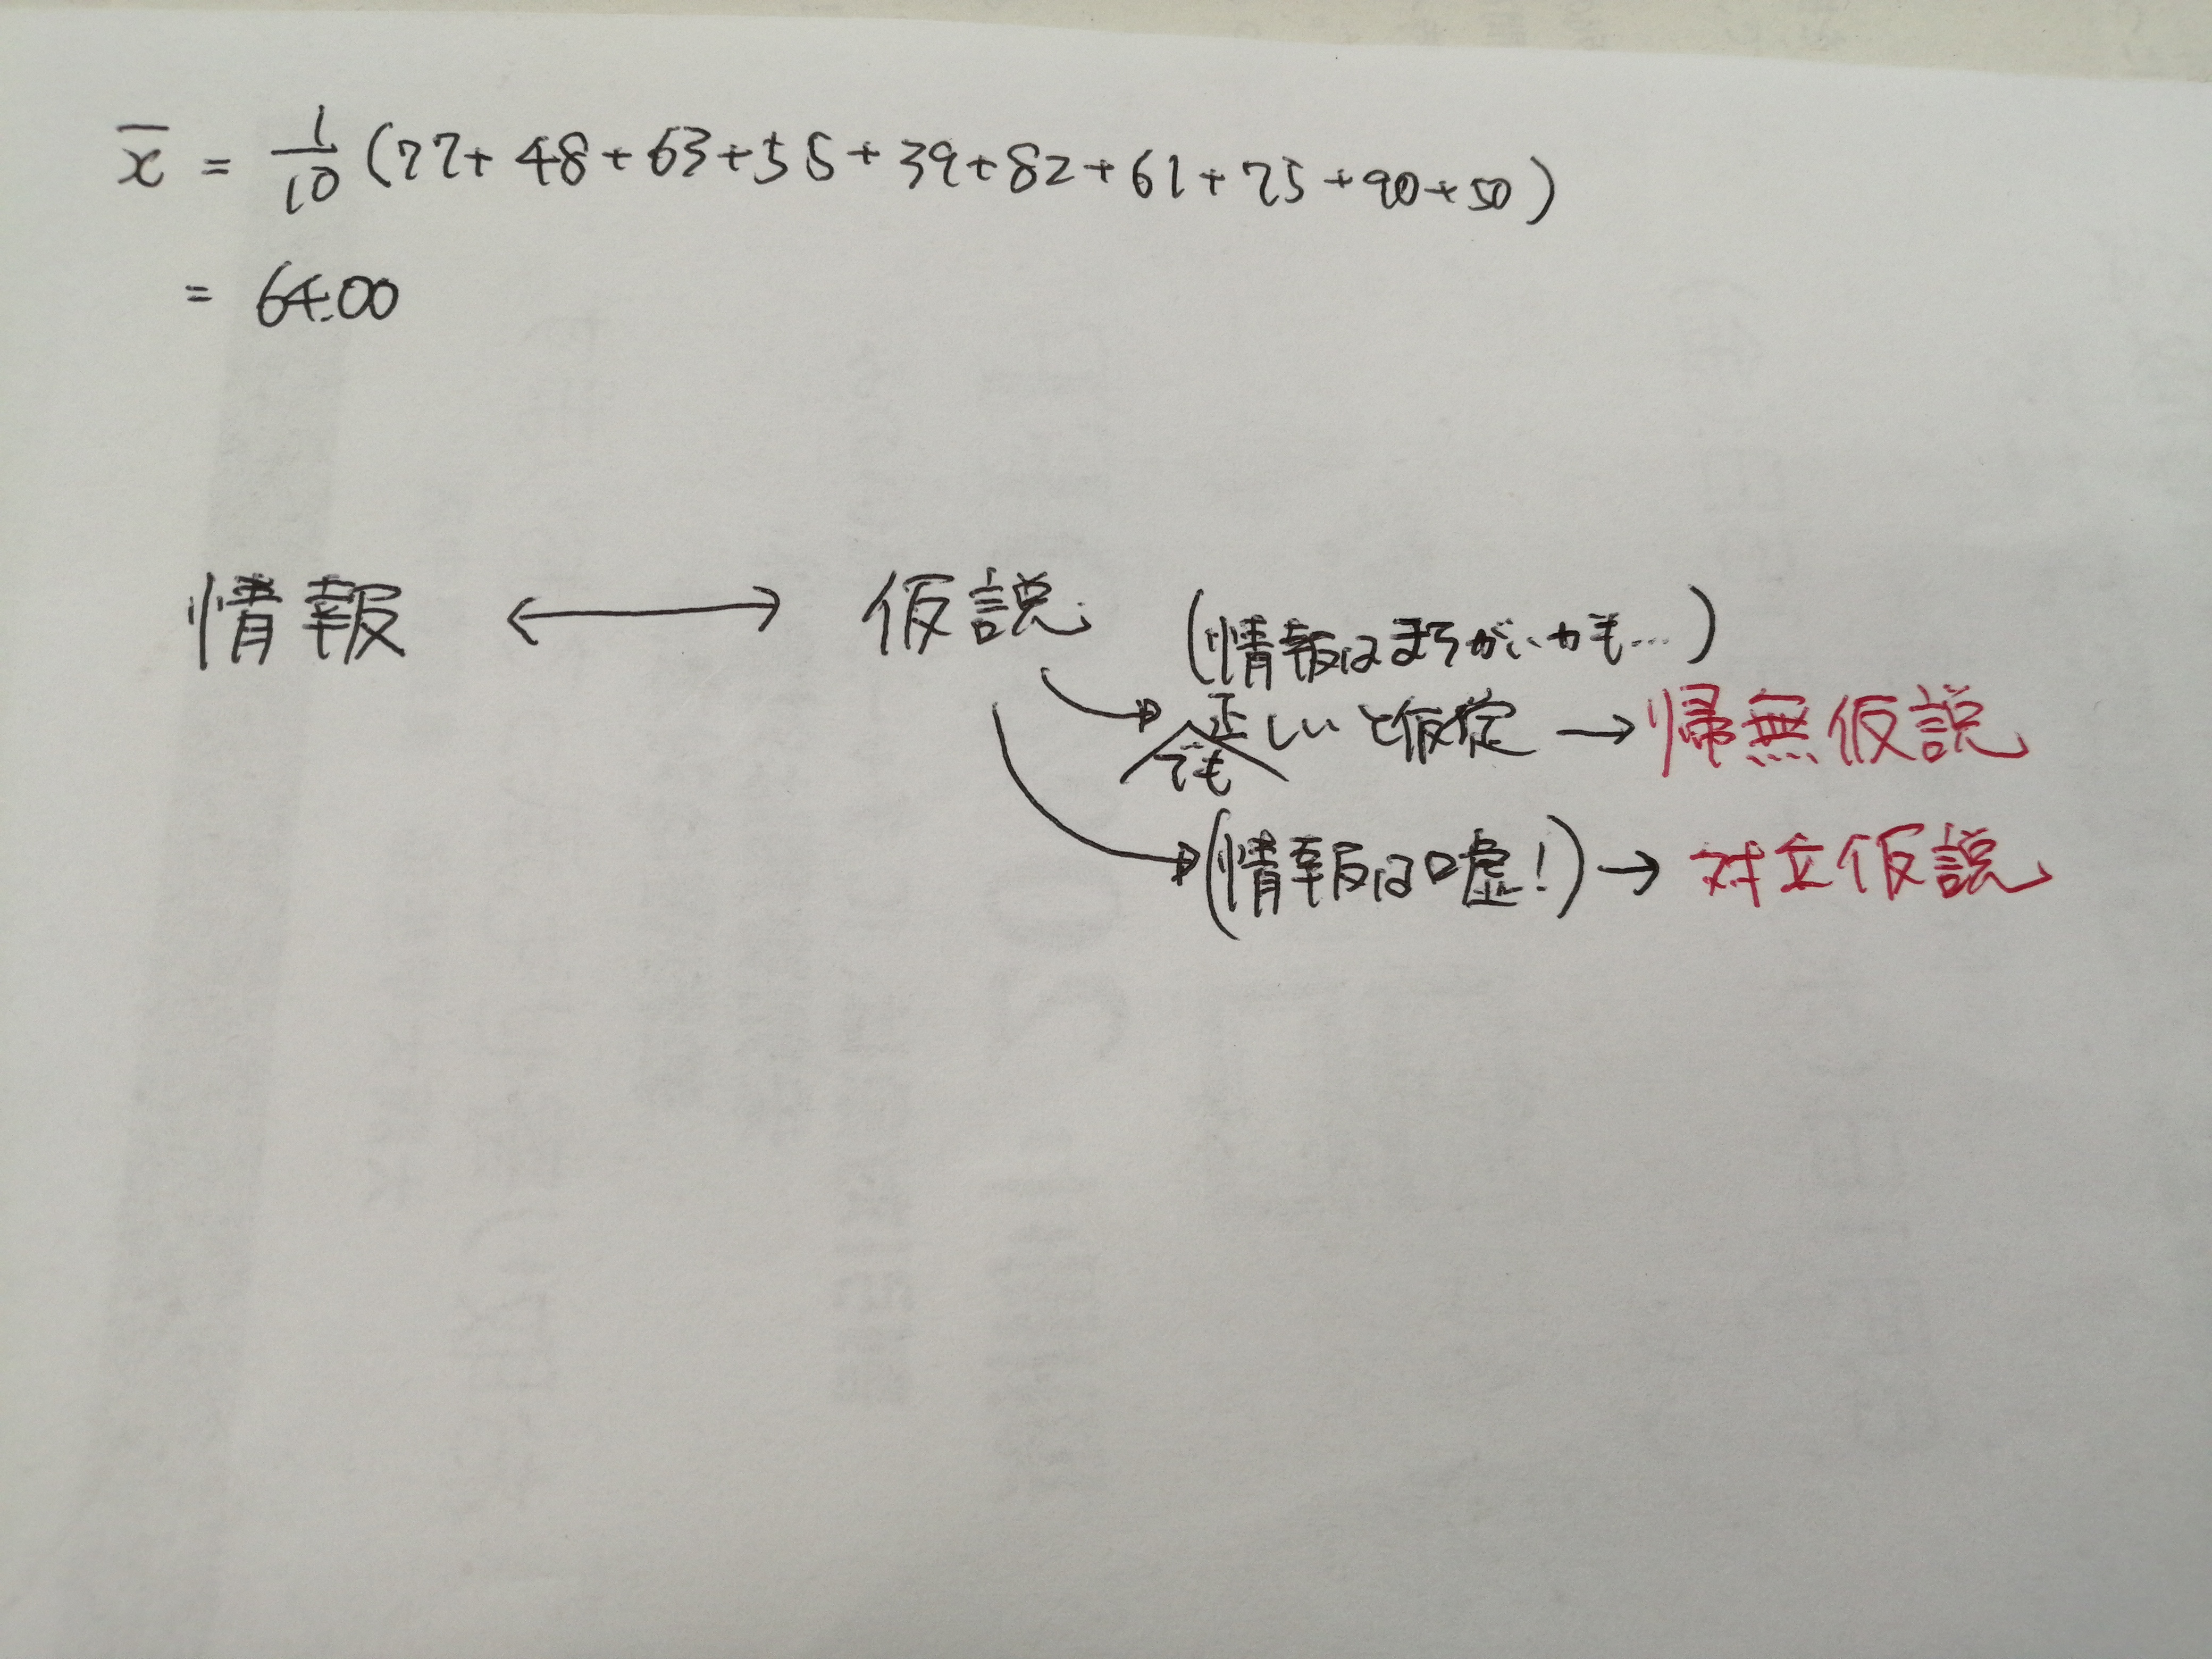 x̄ = 1/10 (77+48+63+55+39+82+61+75+90+50)
= 64.00
情報 ↔ 仮説
(情報はまちがいかも…)
でも正しいと仮定 → 帰無仮説
(情報は嘘!) → 対立仮説